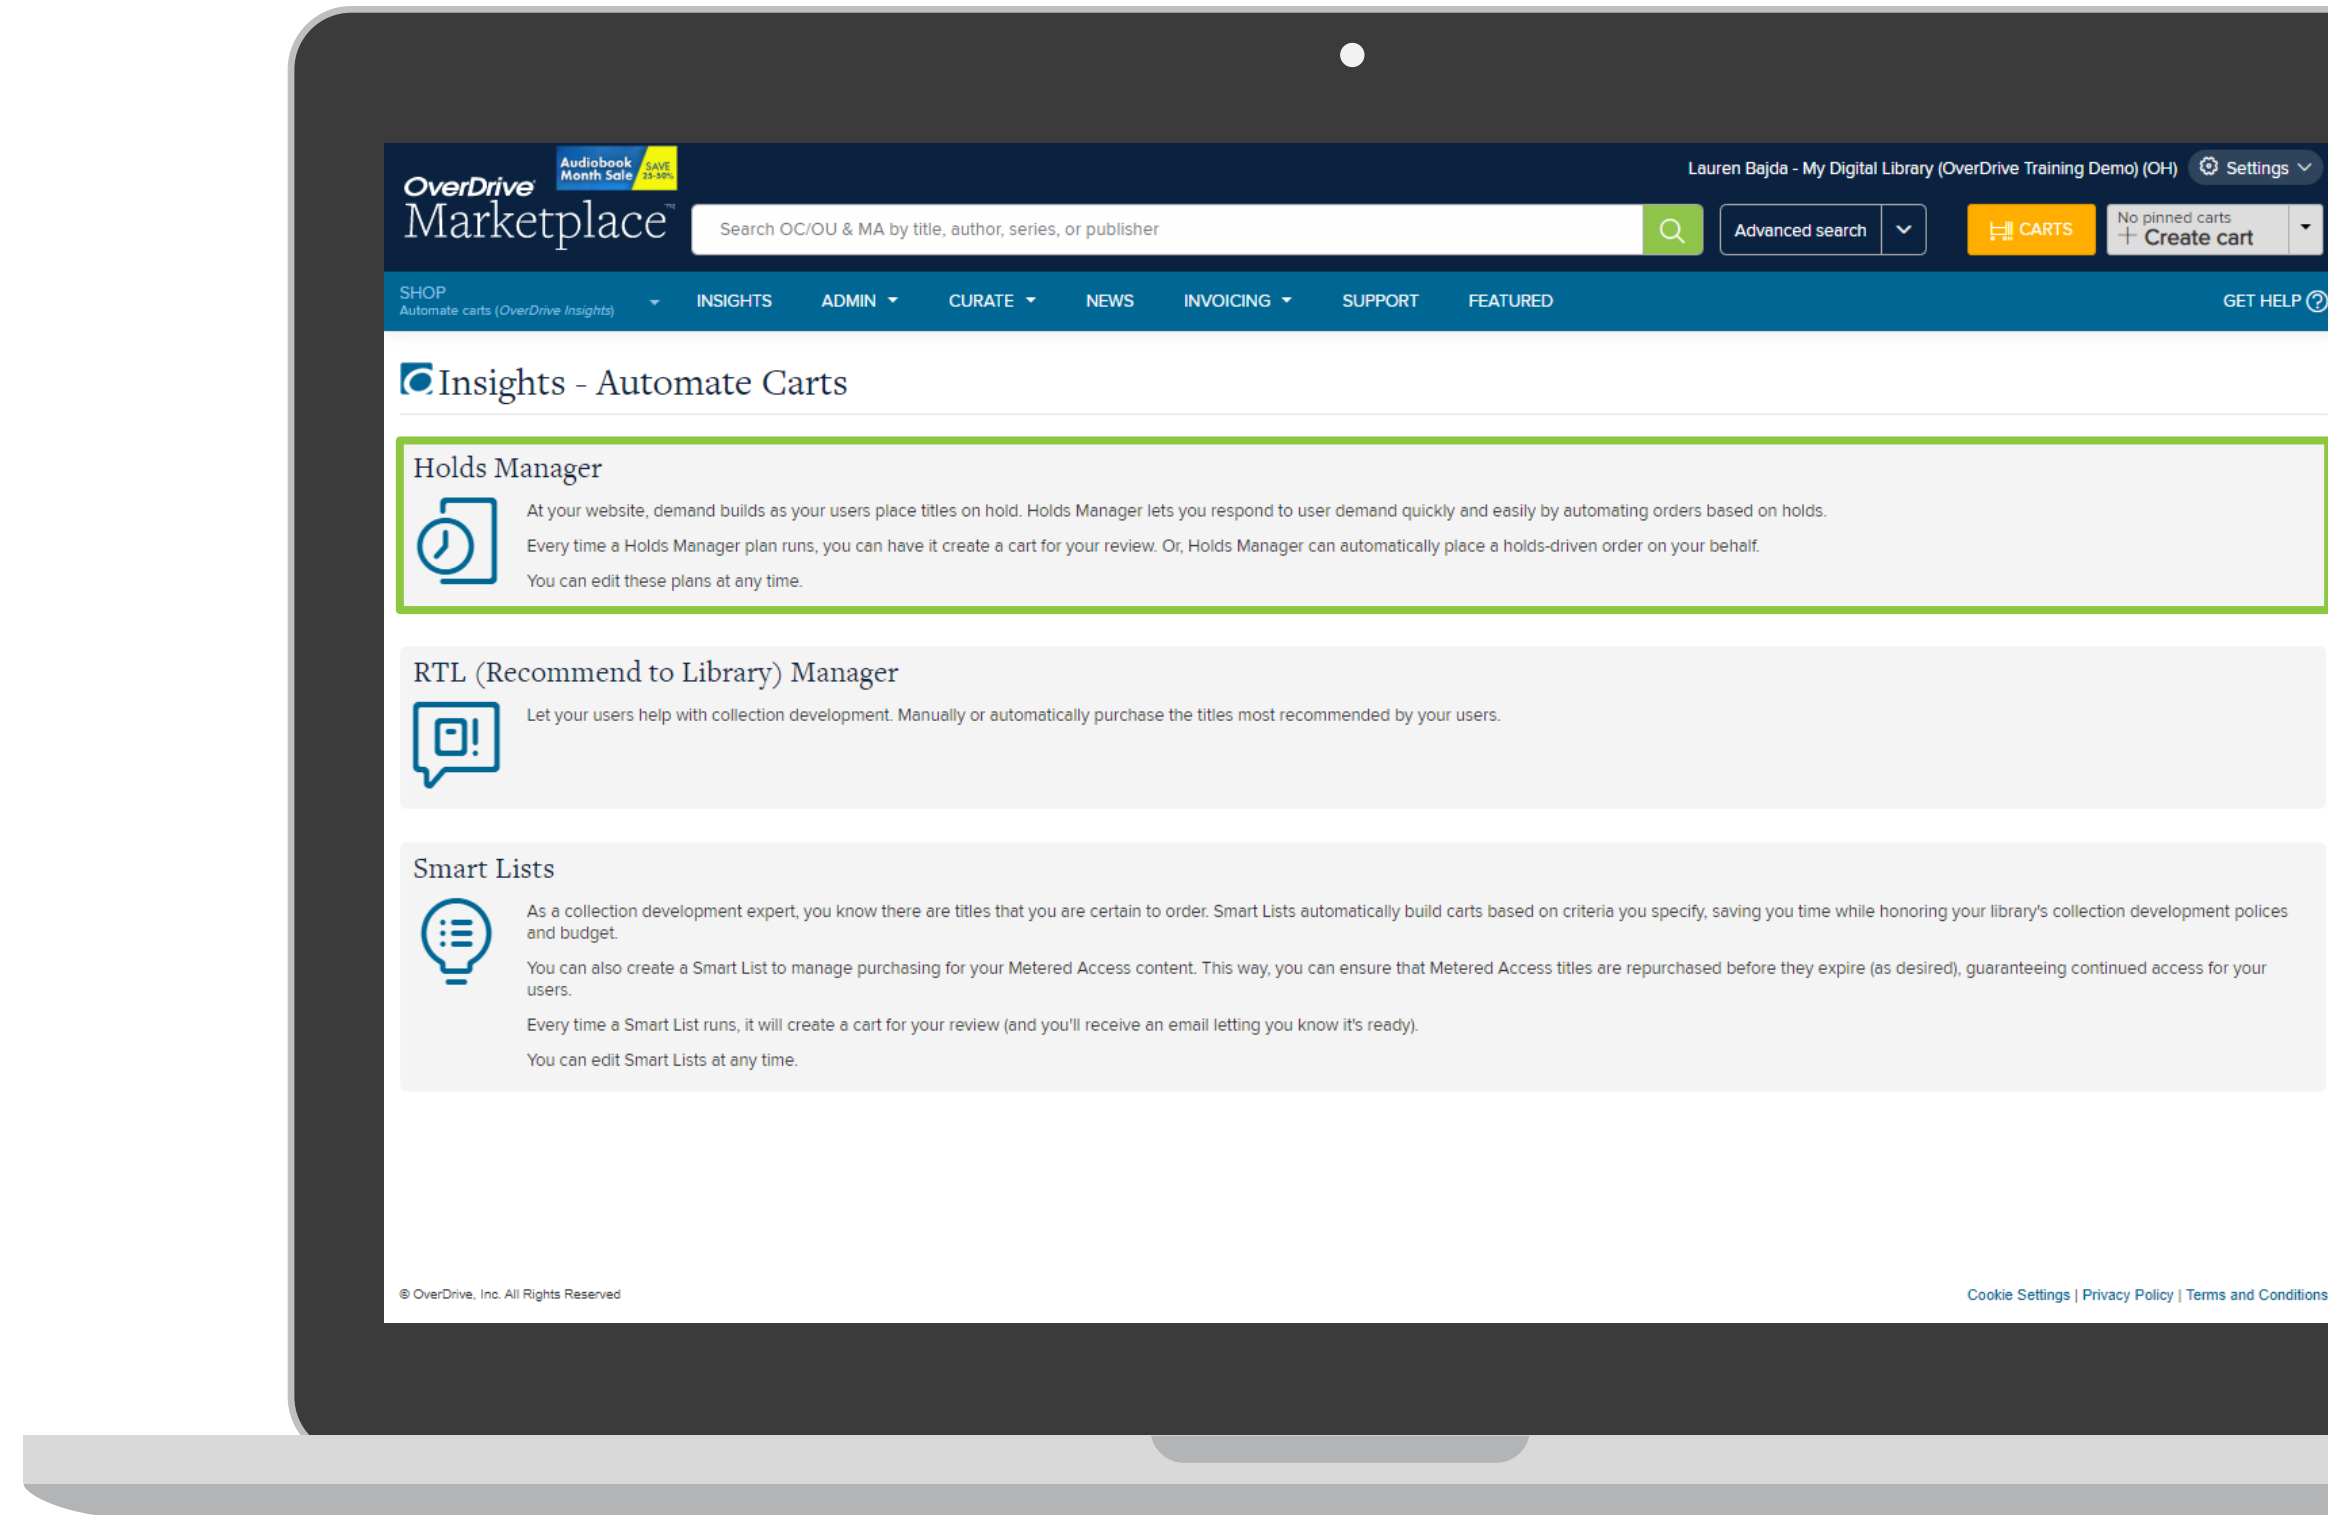 Audiobook
Month Sale
SAVE
25-50%
Lauren Bajda - My Digital Library (OverDrive Training Demo) (OH)
Settings
OverDrive
Marketplace™
Search OC/OU & MA by title, author, series, or publisher
Advanced search
CARTS
No pinned carts
+ Create cart
SHOP
Automate carts (OverDrive Insights)
INSIGHTS
ADMIN
CURATE
NEWS
INVOICING
SUPPORT
FEATURED
GET HELP ?
Insights - Automate Carts
Holds Manager
At your website, demand builds as your users place titles on hold. Holds Manager lets you respond to user demand quickly and easily by automating orders based on holds.
Every time a Holds Manager plan runs, you can have it create a cart for your review. Or, Holds Manager can automatically place a holds-driven order on your behalf.
You can edit these plans at any time.
RTL (Recommend to Library) Manager
Let your users help with collection development. Manually or automatically purchase the titles most recommended by your users.
Smart Lists
As a collection development expert, you know there are titles that you are certain to order. Smart Lists automatically build carts based on criteria you specify, saving you time while honoring your library's collection development polices
and budget.
You can also create a Smart List to manage purchasing for your Metered Access content. This way, you can ensure that Metered Access titles are repurchased before they expire (as desired), guaranteeing continued access for your
users.
Every time a Smart List runs, it will create a cart for your review (and you'll receive an email letting you know it's ready).
You can edit Smart Lists at any time.
© OverDrive, Inc. All Rights Reserved
Cookie Settings | Privacy Policy | Terms and Conditions